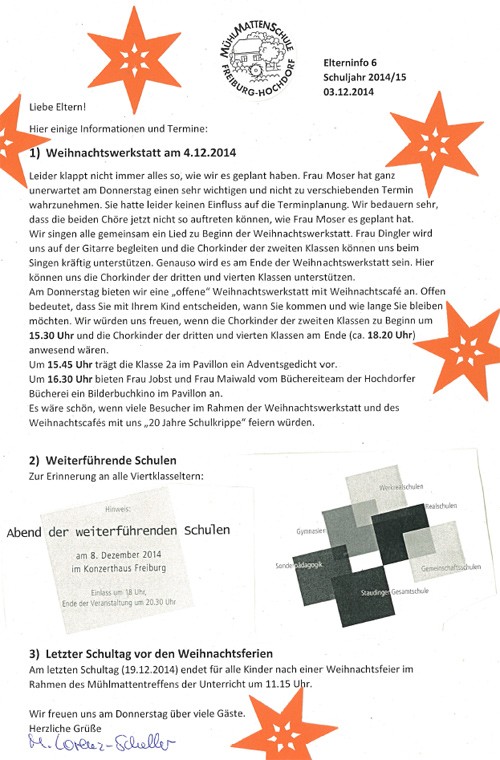 MÜHLMATTENSCHULE
FREIBURG-HOCHDORF
Elterninfo 6
Schuljahr 2014/15
03.12.2014
Liebe Eltern!
Hier einige Informationen und Termine:
1) Weihnachtswerkstatt am 4.12.2014
Leider klappt nicht immer alles so, wie wir es geplant haben. Frau Moser hat ganz
unerwartet am Donnerstag einen sehr wichtigen und nicht zu verschiebenden Termin
wahrzunehmen. Sie hatte leider keinen Einfluss auf die Terminplanung. Wir bedauern sehr,
dass die beiden Chöre jetzt nicht so auftreten können, wie Frau Moser es geplant hat.
Wir singen alle gemeinsam ein Lied zu Beginn der Weihnachtswerkstatt. Frau Dingler wird
uns auf der Gitarre begleiten und die Chorkinder der zweiten Klassen können uns beim
Singen kräftig unterstützen. Genauso wird es am Ende der Weihnachtswerkstatt sein. Hier
können uns die Chorkinder der dritten und vierten Klassen unterstützen.
Am Donnerstag bieten wir eine „offene“ Weihnachtswerkstatt mit Weihnachtscafé an. Offen
bedeutet, dass Sie mit Ihrem Kind entscheiden, wann Sie kommen und wie lange Sie bleiben
möchten. Wir würden uns freuen, wenn die Chorkinder der zweiten Klassen zu Beginn um
15.30 Uhr und die Chorkinder der dritten und vierten Klassen am Ende (ca. 18.20 Uhr)
anwesend wären.
Um 15.45 Uhr trägt die Klasse 2a im Pavillon ein Adventsgedicht vor.
Um 16.30 Uhr bieten Frau Jobst und Frau Maiwald vom Büchereiteam der Hochdorfer
Bücherei ein Bilderbuchkino im Pavillon an.
Es wäre schön, wenn viele Besucher im Rahmen der Weihnachtswerkstatt und des
Weihnachtscafés mit uns „20 Jahre Schulkrippe“ feiern würden.
2) Weiterführende Schulen
Zur Erinnerung an alle Viertklasseltern:
Hinweis:
Abend der weiterführenden Schulen
am 8. Dezember 2014
im Konzerthaus Freiburg
Einlass um 18 Uhr,
Ende der Veranstaltung um 20.30 Uhr
Werkrealschulen
Realschulen
Gymnasien
Sonderpädagogik
Gemeinschaftsschulen
Staudinger Gesamtschule
3) Letzter Schultag vor den Weihnachtsferien
Am letzten Schultag (19.12.2014) endet für alle Kinder nach einer Weihnachtsfeier im
Rahmen des Mühlmattentreffens der Unterricht um 11.15 Uhr.
Wir freuen uns am Donnerstag über viele Gäste.
Herzliche Grüße
M. Lorenz-Scheller